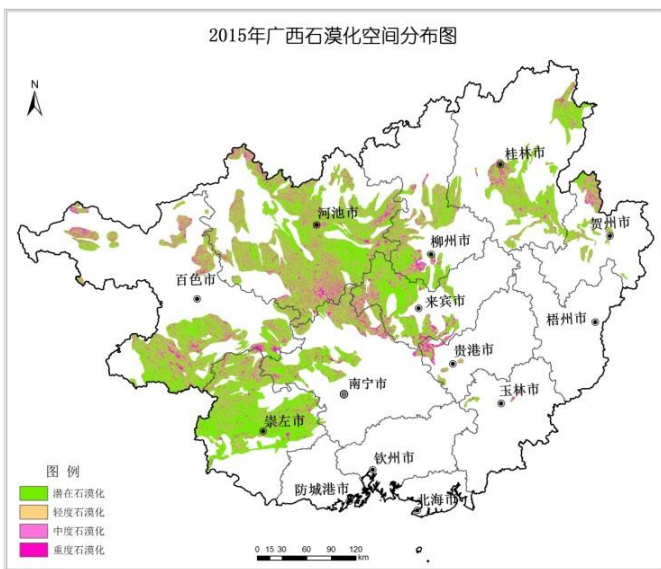 2015年广西石漠化空间分布图
N
桂林市
河池市
贺州市
柳州市
百色市
来宾市
梧州市
贵港市
南宁市
玉林市
崇左市
钦州市
防城港市
北海市
图 例
潜在石漠化
轻度石漠化
中度石漠化
重度石漠化
0 15 30 60 90 120
km